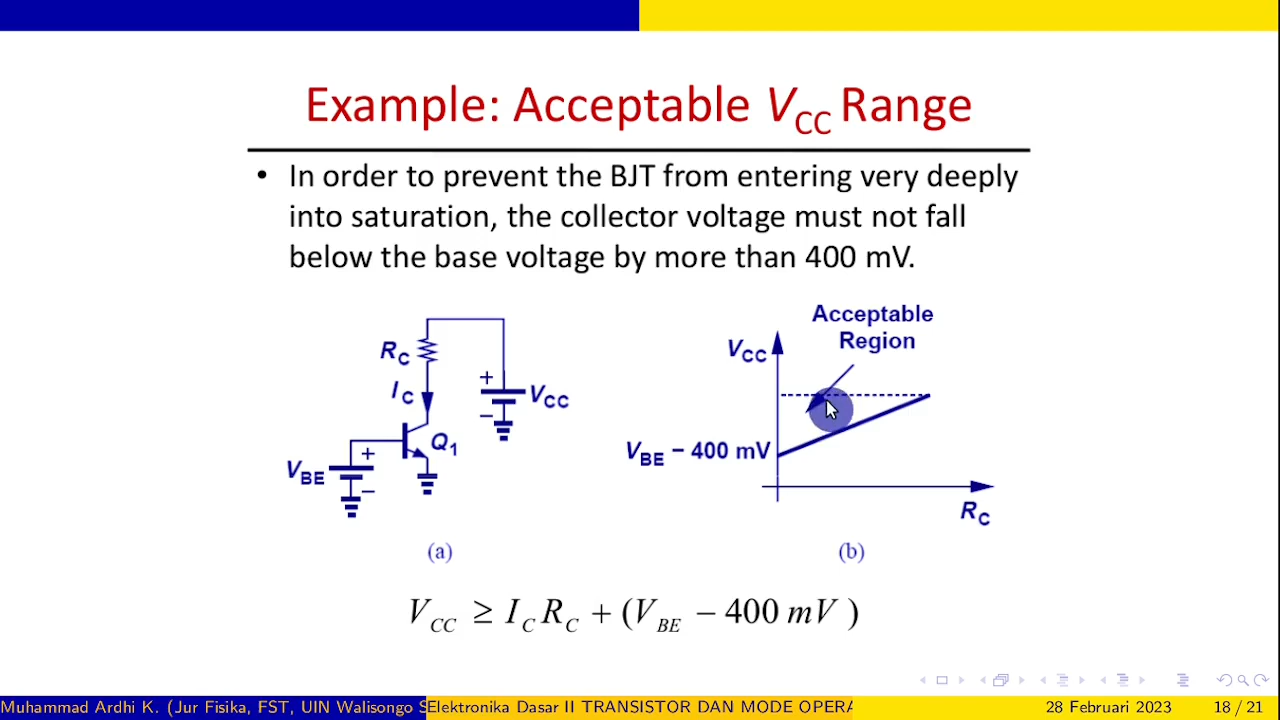 Example: Acceptable VCC Range
• In order to prevent the BJT from entering very deeply
into saturation, the collector voltage must not fall
below the base voltage by more than 400 mV.
RC
IC
Q1
VBE
+
−
+
−
VCC
(a)
Acceptable
Region
VCC
VBE − 400 mV
RC
(b)
VCC ≥ IC RC + (VBE − 400 mV )
Muhammad Ardhi K. (Jur Fisika, FST, UIN Walisongo S
Elektronika Dasar II TRANSISTOR DAN MODE OPERA
28 Februari 2023
18 / 21